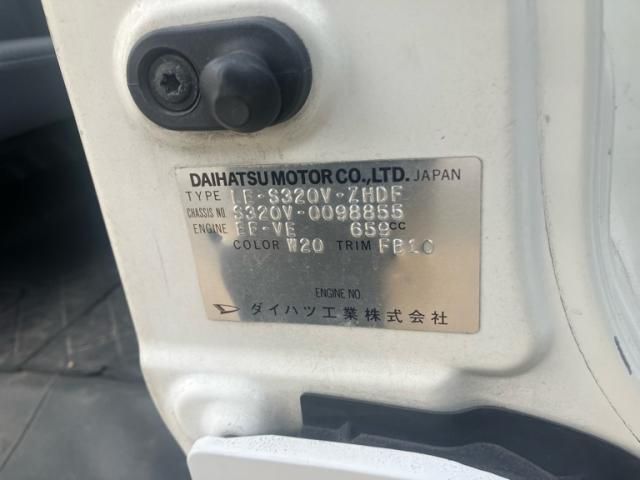 DAIHATSU MOTOR CO.,LTD. JAPAN
TYPE LE-S320V-ZHDF
CHASSIS NO. S320V-0098855
ENGINE EF-VE 659CC
COLOR W20 TRIM FB10
ENGINE NO.
ダイハツ工業株式会社